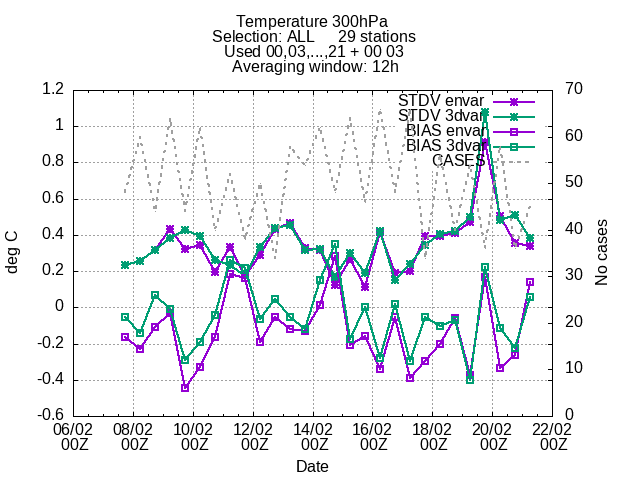 Temperature 300hPa
Selection: ALL 29 stations
Used 00,03,...,21 + 00 03
Averaging window: 12h
STDV envar
STDV 3dvar
BIAS envar
BIAS 3dvar
CASES
deg C
1.2
1
0.8
0.6
0.4
0.2
0
-0.2
-0.4
-0.6
No cases
70
60
50
40
30
20
10
0
06/02 08/02 10/02 12/02 14/02 16/02 18/02 20/02 22/02
00Z 00Z 00Z 00Z 00Z 00Z 00Z 00Z 00Z
Date